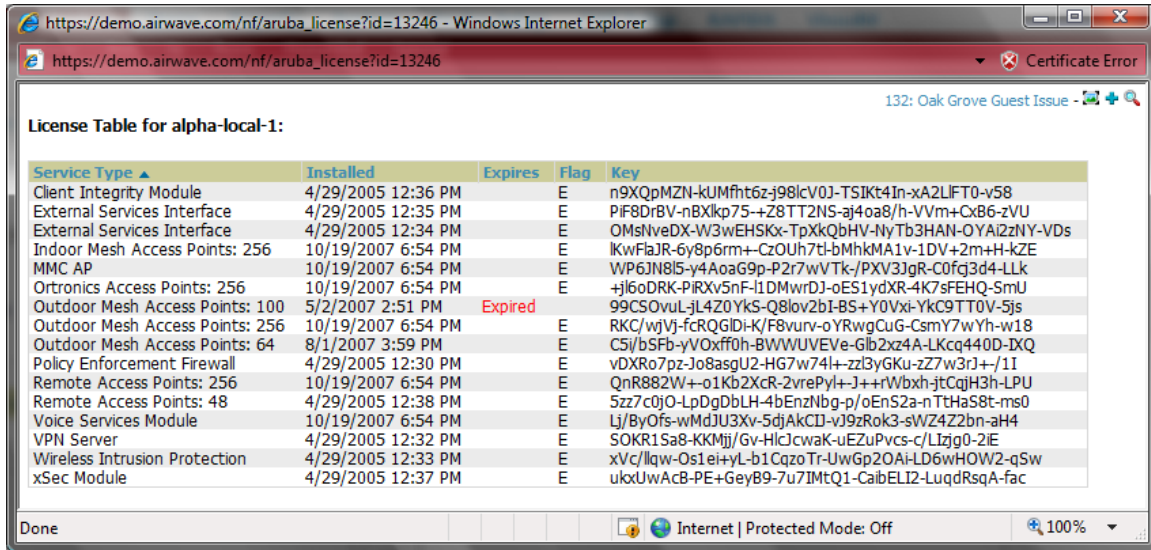 https://demo.airwave.com/nf/aruba_license?id=13246 - Windows Internet Explorer
https://demo.airwave.com/nf/aruba_license?id=13246 Certificate Error
132: Oak Grove Guest Issue -
License Table for alpha-local-1:
Service Type ▲ Installed Expires Flag Key
Client Integrity Module 4/29/2005 12:36 PM E n9XQpMZN-kUMfht6z-j98lcV0J-TSIKt4In-xA2LlFT0-v58
External Services Interface 4/29/2005 12:35 PM E PiF8DrBV-nBXlkp75-+Z8TT2NS-aj4oa8/h-VVm+CxB6-zVU
External Services Interface 4/29/2005 12:34 PM E OMsNveDX-W3wEHSKx-TpXkQbHV-NyTb3HAN-OYAi2zNY-VDs
Indoor Mesh Access Points: 256 10/19/2007 6:54 PM E lKwFlaJR-6y8p6rm+-CzOUh7tl-bMhkMA1v-1DV+2m+H-kZE
MMC AP 10/19/2007 6:54 PM E WP6JN8l5-y4AoaG9p-P2r7wVTk-/PXV3JgR-C0fcj3d4-LLk
Ortronics Access Points: 256 10/19/2007 6:54 PM E +jl6oDRK-PiRXv5nF-l1DMwrDJ-oES1ydXR-4K7sFEHQ-SmU
Outdoor Mesh Access Points: 100 5/2/2007 2:51 PM Expired 99CSOvuL-jL4Z0YkS-Q8lov2bI-BS+Y0Vxi-YkC9TT0V-5js
Outdoor Mesh Access Points: 256 10/19/2007 6:54 PM E RKC/wjVj-fcRQGlDi-K/F8vurv-oYRwgCuG-CsmY7wYh-w18
Outdoor Mesh Access Points: 64 8/1/2007 3:59 PM E C5i/bSFb-yVOxff0h-BWWUVEVe-Glb2xz4A-LKcq440D-IXQ
Policy Enforcement Firewall 4/29/2005 12:30 PM E vDXRo7pz-Jo8asgU2-HG7w74l+-zzl3yGKu-zZ7w3rJ+-/1I
Remote Access Points: 256 10/19/2007 6:54 PM E QnR882W+-o1Kb2XcR-2vrePyl+-J++rWbxh-jtCqjH3h-LPU
Remote Access Points: 48 4/29/2005 12:38 PM E 5zz7c0jO-LpDgDbLH-4bEnzNbg-p/oEnS2a-nTtHaS8t-ms0
Voice Services Module 10/19/2007 6:54 PM E Lj/ByOfs-wMdJU3Xv-5djAkCIJ-vJ9zRok3-sWZ4Z2bn-aH4
VPN Server 4/29/2005 12:32 PM E SOKR1Sa8-KKMjj/Gv-HlcJcwaK-uEZuPvcs-c/LIzjg0-2iE
Wireless Intrusion Protection 4/29/2005 12:33 PM E xVc/llqw-Os1ei+yL-b1CqzoTr-UwGp2OAi-LD6wHOW2-qSw
xSec Module 4/29/2005 12:37 PM E ukxUwAcB-PE+GeyB9-7u7IMtQ1-CaibELI2-LuqdRsqA-fac
Done Internet | Protected Mode: Off 100%